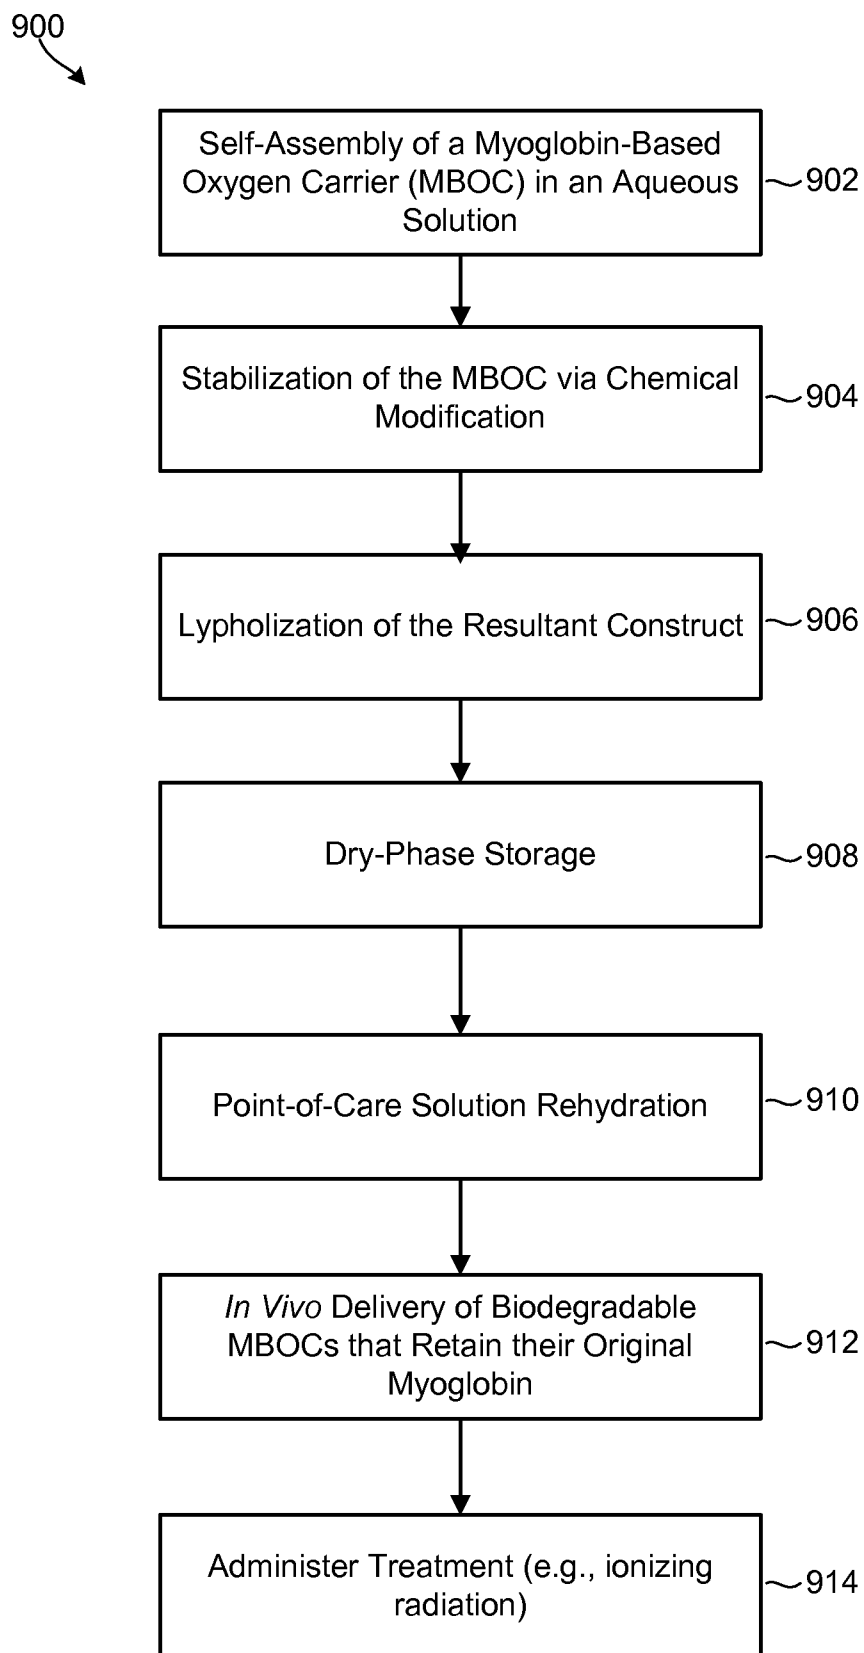 900
Self-Assembly of a Myoglobin-Based
Oxygen Carrier (MBOC) in an Aqueous
Solution
902
Stabilization of the MBOC via Chemical
Modification
904
Lypholization of the Resultant Construct
906
Dry-Phase Storage
908
Point-of-Care Solution Rehydration
910
In Vivo Delivery of Biodegradable
MBOCs that Retain their Original
Myoglobin
912
Administer Treatment (e.g., ionizing
radiation)
914